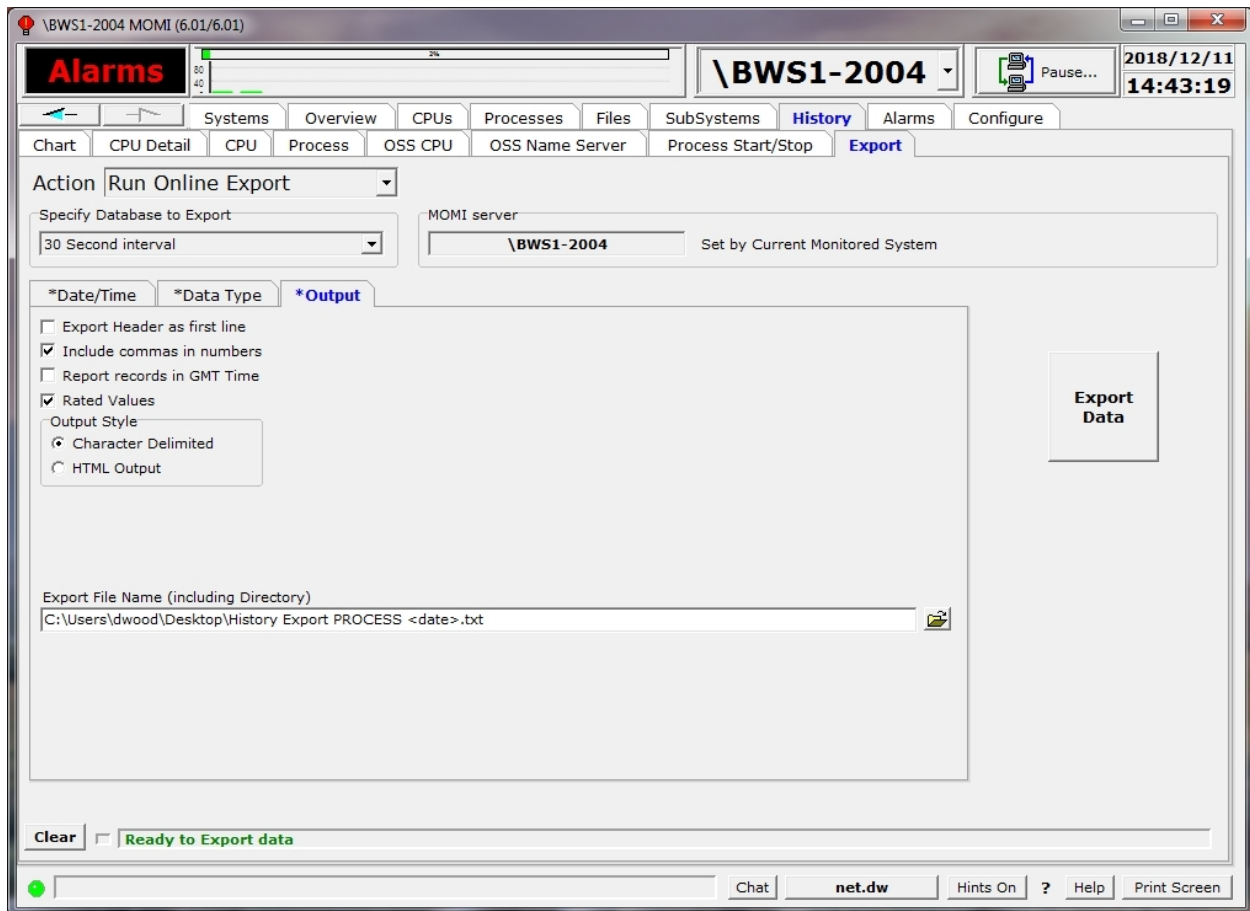 \BWS1-2004 MOMI (6.01/6.01)
Alarms
2%
80
40
\BWS1-2004
Pause...
2018/12/11
14:43:19
Systems Overview CPUs Processes Files SubSystems History Alarms Configure
Chart CPU Detail CPU Process OSS CPU OSS Name Server Process Start/Stop Export
Action Run Online Export
Specify Database to Export
30 Second interval
MOMI server
\BWS1-2004 Set by Current Monitored System
*Date/Time *Data Type *Output
Export Header as first line
Include commas in numbers
Report records in GMT Time
Rated Values
Output Style
Character Delimited
HTML Output
Export
Data
Export File Name (including Directory)
C:\Users\dwood\Desktop\History Export PROCESS <date>.txt
Clear Ready to Export data
Chat net.dw Hints On ? Help Print Screen